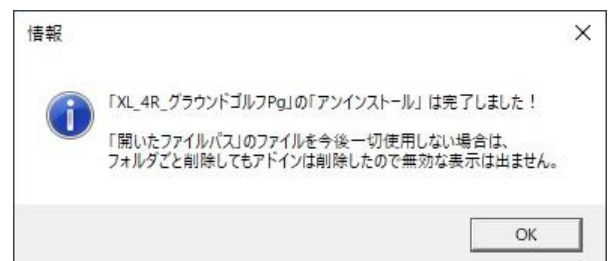 情報
「XL_4R_グラウンドゴルフPg」の「アンインストール」 は完了しました！
「開いたファイルパス」のファイルを今後一切使用しない場合は、
フォルダごと削除してもアドインは削除したので無効な表示は出ません。
OK